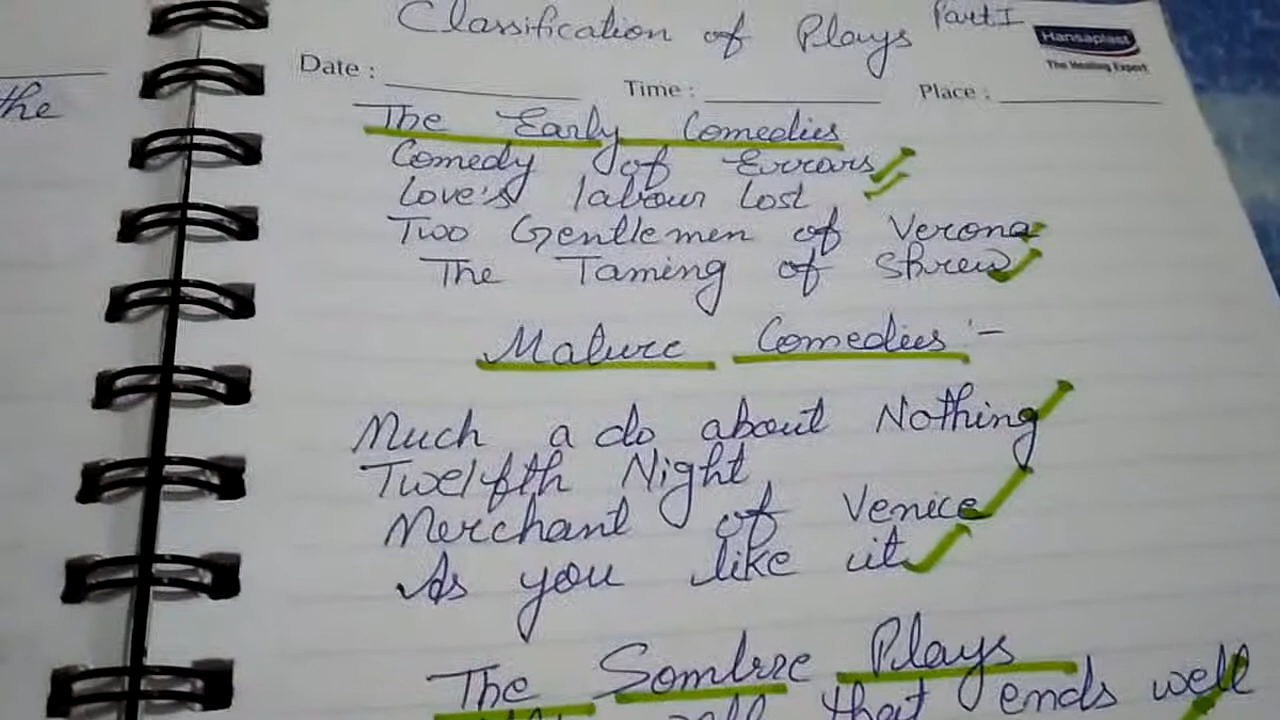 Classification of Plays Part I
Hansaplast
The Healing Expert
Date : Time : Place :
the
The Early Comedies
Comedy of Errors
Love's labour Lost
Two Gentlemen of Verona
The Taming of Shrew
Mature Comedies :-
Much a do about Nothing
Twelfth Night
Merchant of Venice
As you like it
The Sombre Plays
that ends well